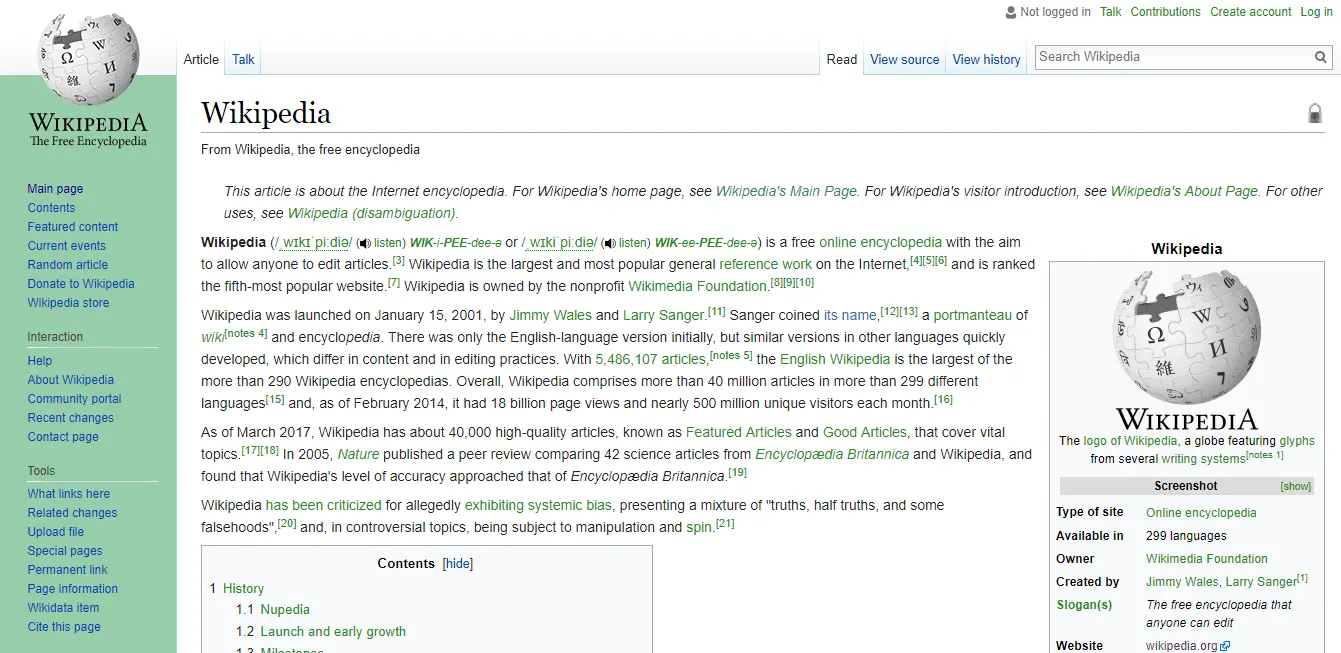 Not logged in Talk Contributions Create account Log in
Article Talk Read View source View history Search Wikipedia
WIKIPEDIA
The Free Encyclopedia
Main page
Contents
Featured content
Current events
Random article
Donate to Wikipedia
Wikipedia store
Interaction
Help
About Wikipedia
Community portal
Recent changes
Contact page
Tools
What links here
Related changes
Upload file
Special pages
Permanent link
Page information
Wikidata item
Cite this page
Wikipedia
From Wikipedia, the free encyclopedia
This article is about the Internet encyclopedia. For Wikipedia's home page, see Wikipedia's Main Page. For Wikipedia's visitor introduction, see Wikipedia's About Page. For other
uses, see Wikipedia (disambiguation).
Wikipedia (/ˌwɪkɪˈpiːdiə/ (listen) WIK-i-PEE-dee-ə or /ˌwɪkiˈpiːdiə/ (listen) WIK-ee-PEE-dee-ə) is a free online encyclopedia with the aim
to allow anyone to edit articles.[3] Wikipedia is the largest and most popular general reference work on the Internet,[4][5][6] and is ranked
the fifth-most popular website.[7] Wikipedia is owned by the nonprofit Wikimedia Foundation.[8][9][10]
Wikipedia was launched on January 15, 2001, by Jimmy Wales and Larry Sanger.[11] Sanger coined its name,[12][13] a portmanteau of
wiki[notes 4] and encyclopedia. There was only the English-language version initially, but similar versions in other languages quickly
developed, which differ in content and in editing practices. With 5,486,107 articles,[notes 5] the English Wikipedia is the largest of the
more than 290 Wikipedia encyclopedias. Overall, Wikipedia comprises more than 40 million articles in more than 299 different
languages[15] and, as of February 2014, it had 18 billion page views and nearly 500 million unique visitors each month.[16]
As of March 2017, Wikipedia has about 40,000 high-quality articles, known as Featured Articles and Good Articles, that cover vital
topics.[17][18] In 2005, Nature published a peer review comparing 42 science articles from Encyclopædia Britannica and Wikipedia, and
found that Wikipedia's level of accuracy approached that of Encyclopædia Britannica.[19]
Wikipedia has been criticized for allegedly exhibiting systemic bias, presenting a mixture of "truths, half truths, and some
falsehoods",[20] and, in controversial topics, being subject to manipulation and spin.[21]
Contents [hide]
1 History
1.1 Nupedia
1.2 Launch and early growth
1.3 Milestones
Wikipedia
Ω W И 維 7
WIKIPEDIA
The logo of Wikipedia, a globe featuring glyphs
from several writing systems[notes 1]
Screenshot [show]
Type of site Online encyclopedia
Available in 299 languages
Owner Wikimedia Foundation
Created by Jimmy Wales, Larry Sanger[1]
Slogan(s) The free encyclopedia that
anyone can edit
Website wikipedia.org